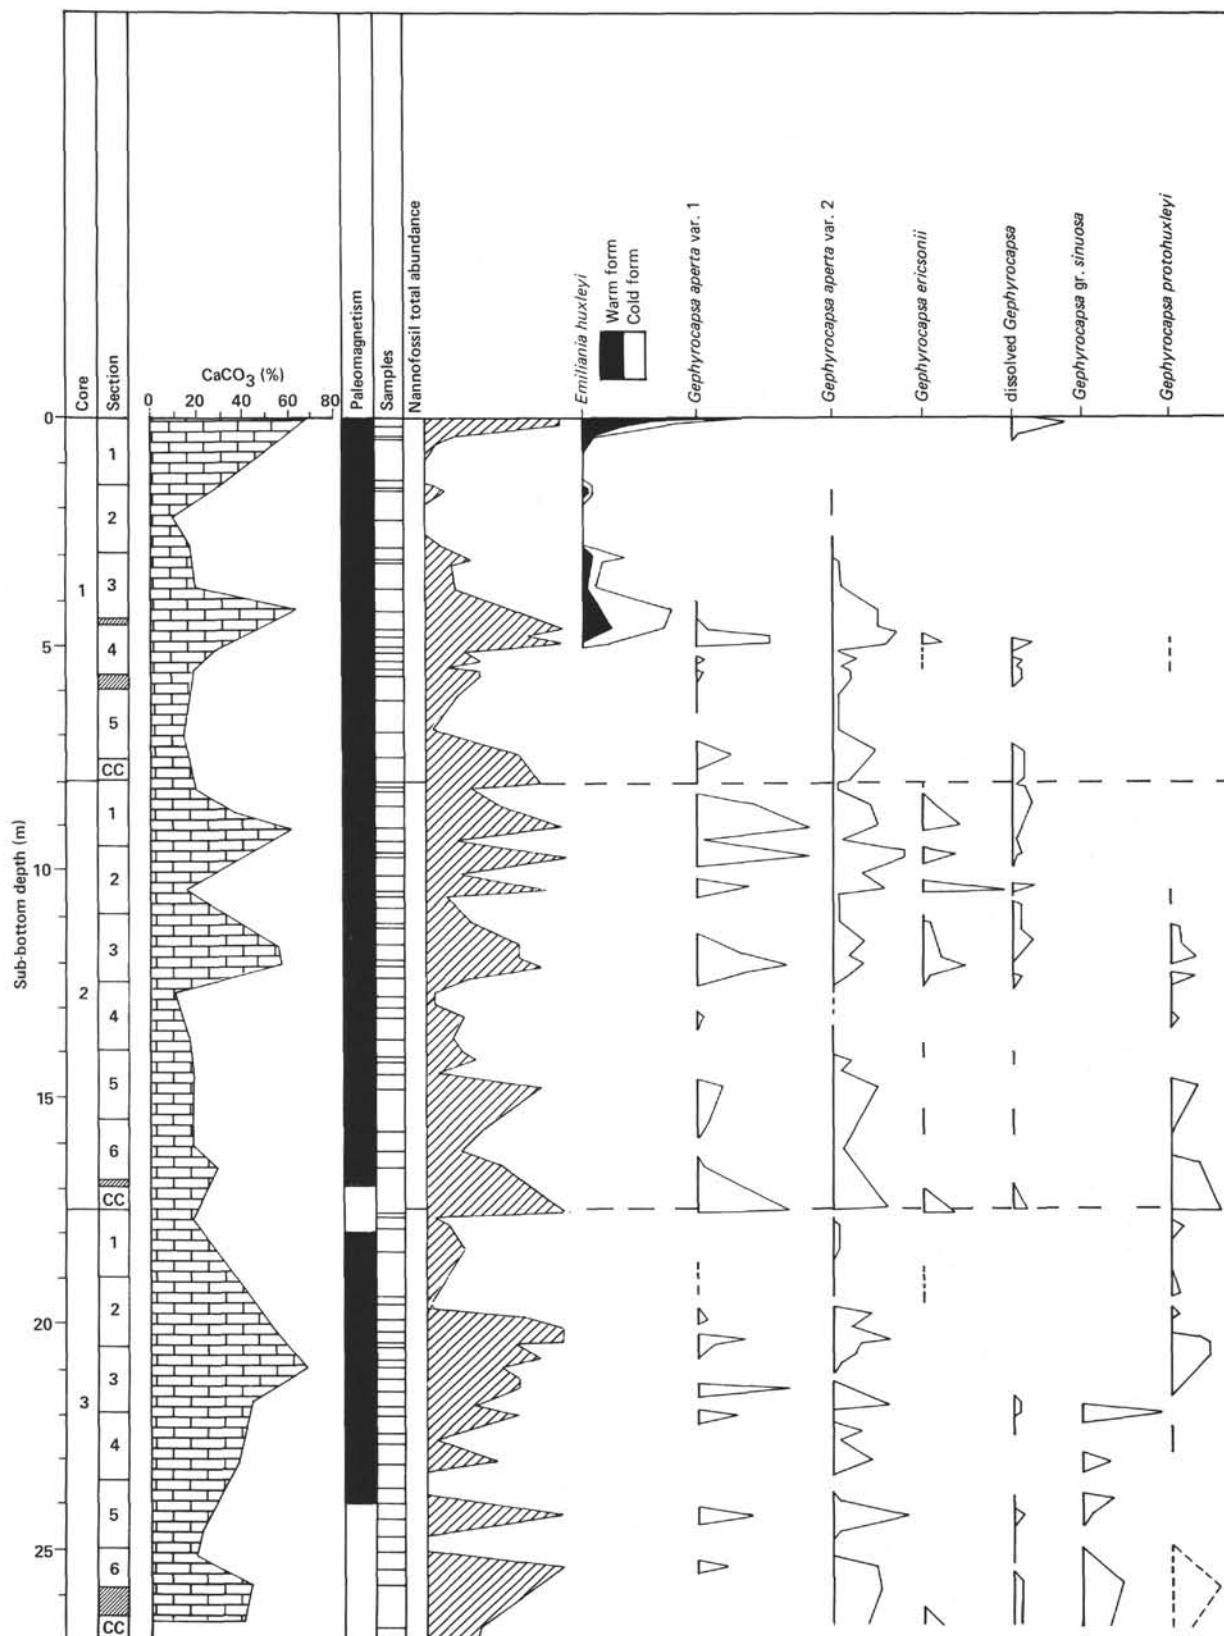 Core
Section
CaCO3 (%)
0 20 40 60 80
Paleomagnetism
Samples
Nannofossil total abundance
Emiliania huxleyi
Warm form
Cold form
Gephyrocapsa aperta var. 1
Gephyrocapsa aperta var. 2
Gephyrocapsa ericsonii
dissolved Gephyrocapsa
Gephyrocapsa gr. sinuosa
Gephyrocapsa protohuxleyi
Sub-bottom depth (m)
0
5
10
15
20
25
1
1
2
3
4
5
CC
2
1
2
3
4
5
6
CC
3
1
2
3
4
5
6
CC